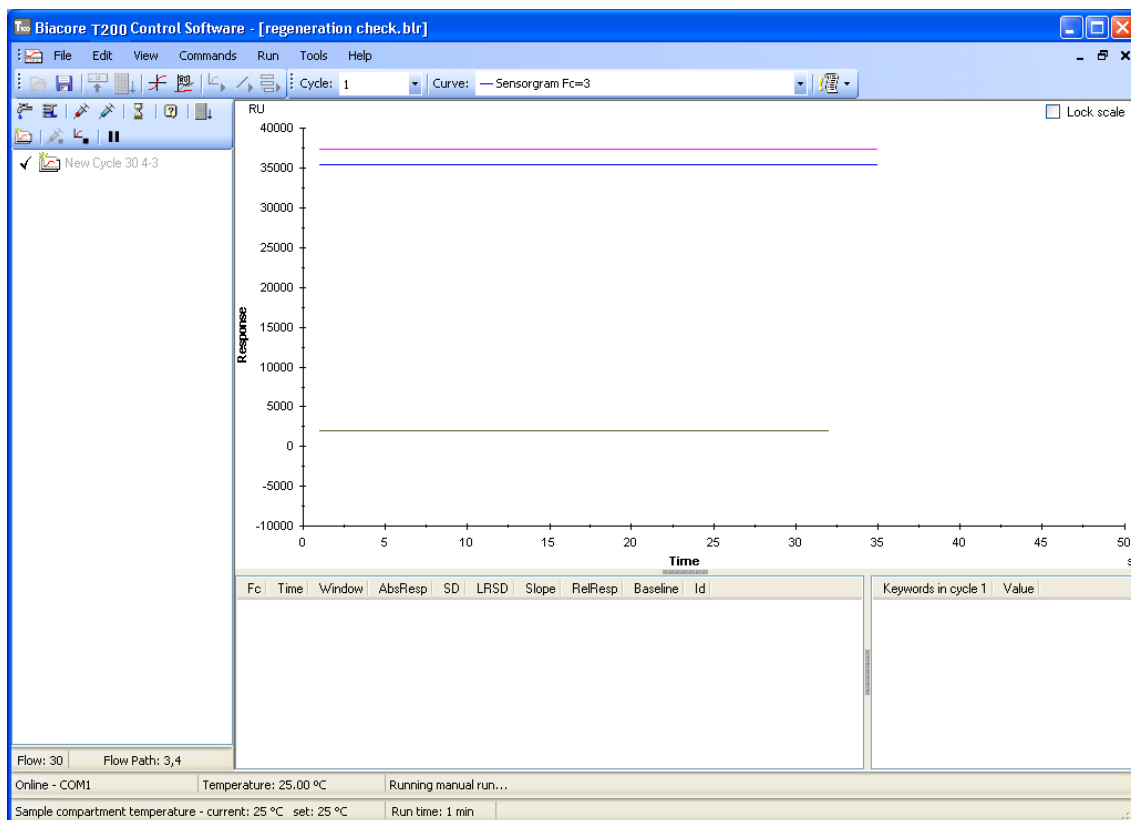 Biacore T200 Control Software - [regeneration check.blr]
File Edit View Commands Run Tools Help
Cycle: 1 Curve: — Sensorgram Fc=3
New Cycle 30 4-3
RU
Lock scale
40000
35000
30000
25000
20000
15000
10000
5000
0
-5000
-10000
Response
0 5 10 15 20 25 30 35 40 45 50
Time
s
Fc Time Window AbsResp SD LRSD Slope RelResp Baseline Id
Keywords in cycle 1 Value
Flow: 30 Flow Path: 3,4
Online - COM1 Temperature: 25.00 °C Running manual run...
Sample compartment temperature - current: 25 °C set: 25 °C Run time: 1 min